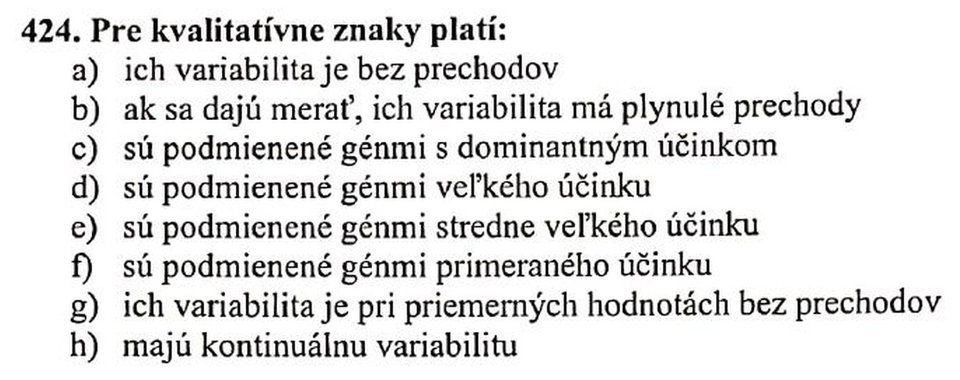 424. Pre kvalitatívne znaky platí:
a) ich variabilita je bez prechodov
b) ak sa dajú merať, ich variabilita má plynulé prechody
c) sú podmienené génmi s dominantným účinkom
d) sú podmienené génmi veľkého účinku
e) sú podmienené génmi stredne veľkého účinku
f) sú podmienené génmi primeraného účinku
g) ich variabilita je pri priemerných hodnotách bez prechodov
h) majú kontinuálnu variabilitu